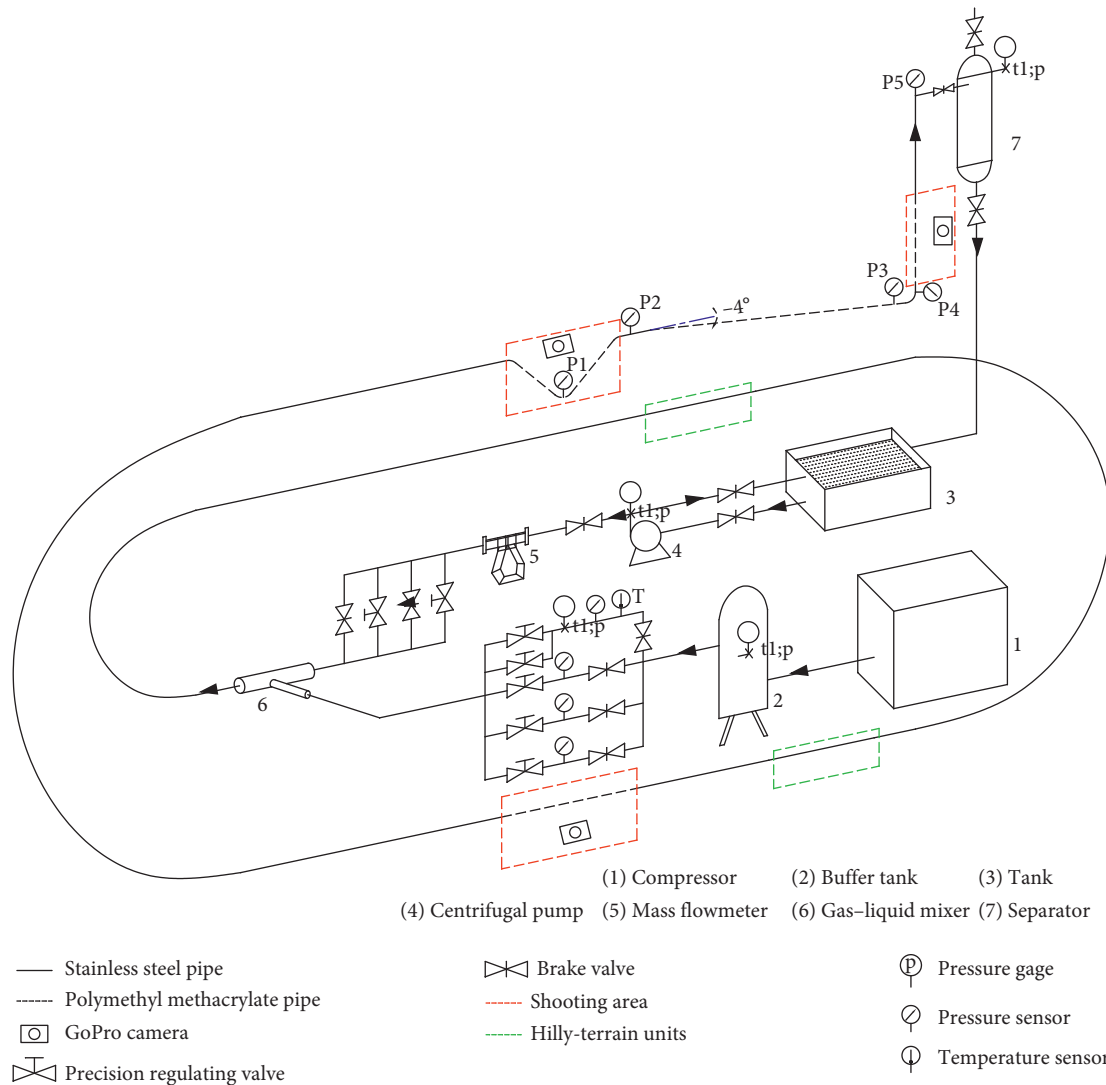 t1;p
P5
7
P3
P4
P2
−4°
P1
3
t1;p
4
5
T
t1;p
t1;p
1
2
6
(1) Compressor (2) Buffer tank (3) Tank
(4) Centrifugal pump (5) Mass flowmeter (6) Gas–liquid mixer (7) Separator
Stainless steel pipe
Polymethyl methacrylate pipe
GoPro camera
Precision regulating valve
Brake valve
Shooting area
Hilly-terrain units
P Pressure gage
Pressure sensor
Temperature sensor